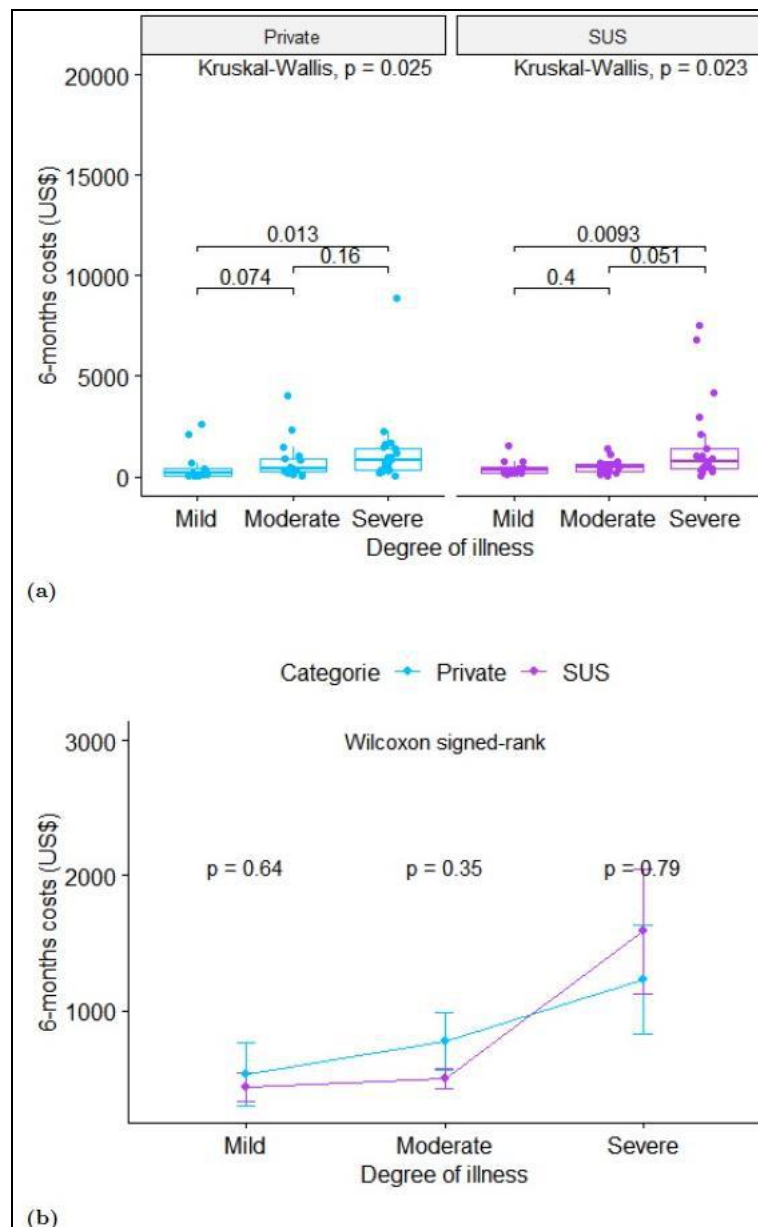 Private SUS
Kruskal-Wallis, p = 0.025 Kruskal-Wallis, p = 0.023
20000
15000
10000
5000
0
6-months costs (US$)
0.013 0.0093
0.16 0.051
0.074 0.4
Mild Moderate Severe Mild Moderate Severe
Degree of illness
(a)
Categorie Private SUS
Wilcoxon signed-rank
3000
2000
1000
6-months costs (US$)
p = 0.64 p = 0.35 p = 0.79
Mild Moderate Severe
Degree of illness
(b)